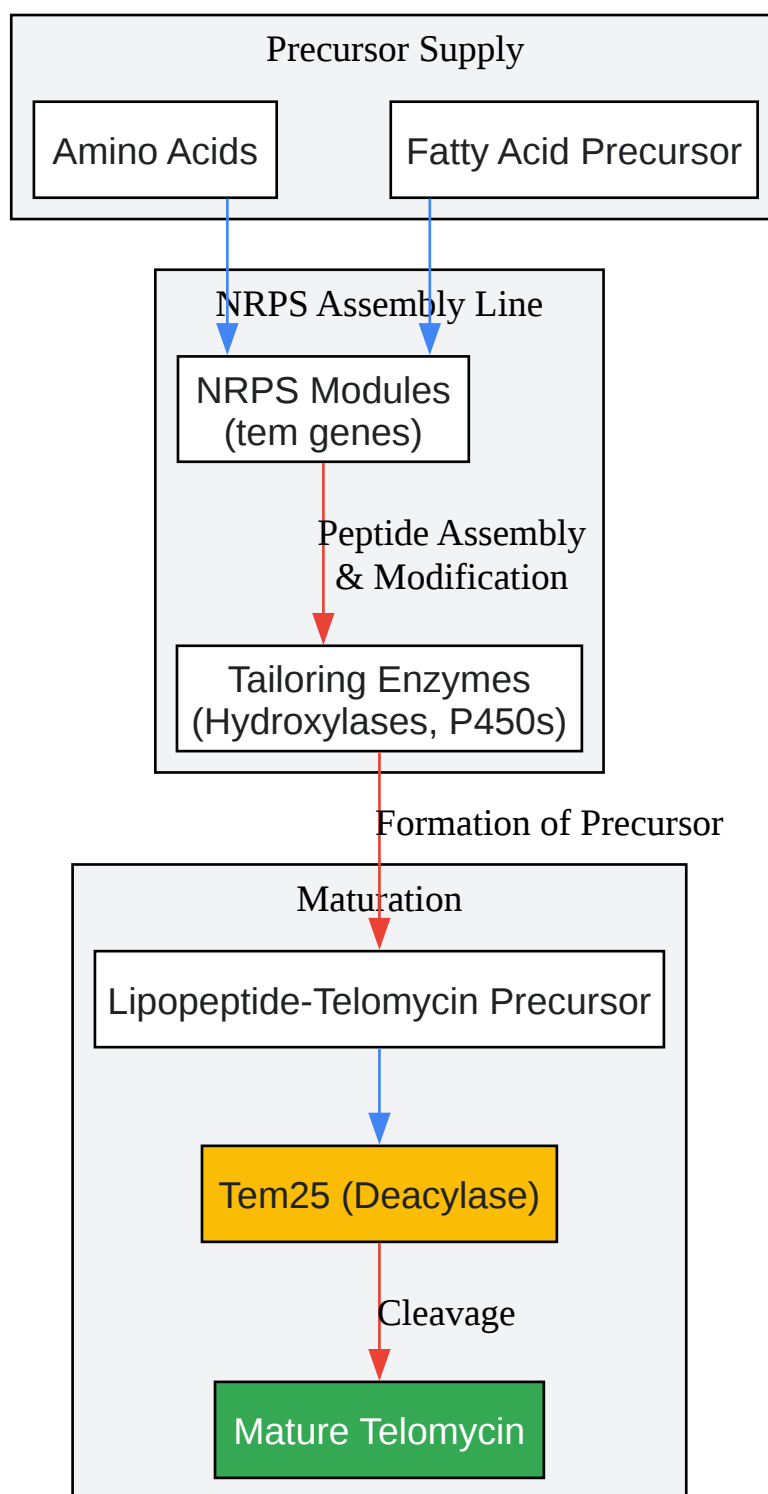 Precursor Supply
Amino Acids
Fatty Acid Precursor
NRPS Assembly Line
NRPS Modules
(tem genes)
Peptide Assembly
& Modification
Tailoring Enzymes
(Hydroxylases, P450s)
Formation of Precursor
Maturation
Lipopeptide-Telomycin Precursor
Tem25 (Deacylase)
Cleavage
Mature Telomycin